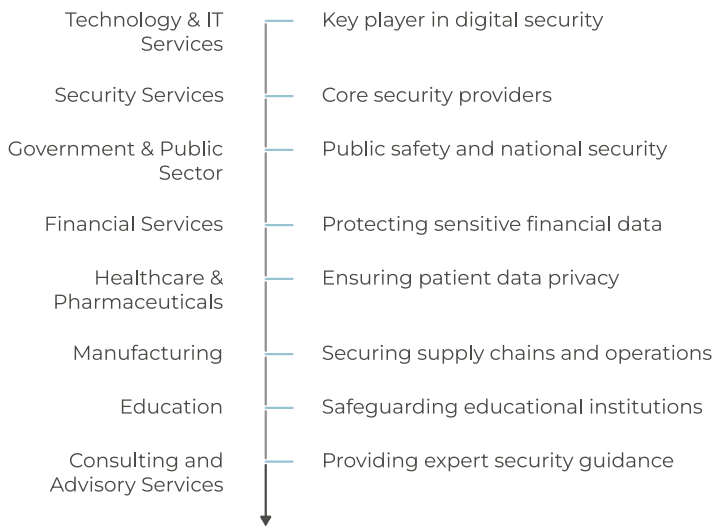 Technology & IT
Services
Key player in digital security
Security Services
Core security providers
Government & Public
Sector
Public safety and national security
Financial Services
Protecting sensitive financial data
Healthcare &
Pharmaceuticals
Ensuring patient data privacy
Manufacturing
Securing supply chains and operations
Education
Safeguarding educational institutions
Consulting and
Advisory Services
Providing expert security guidance